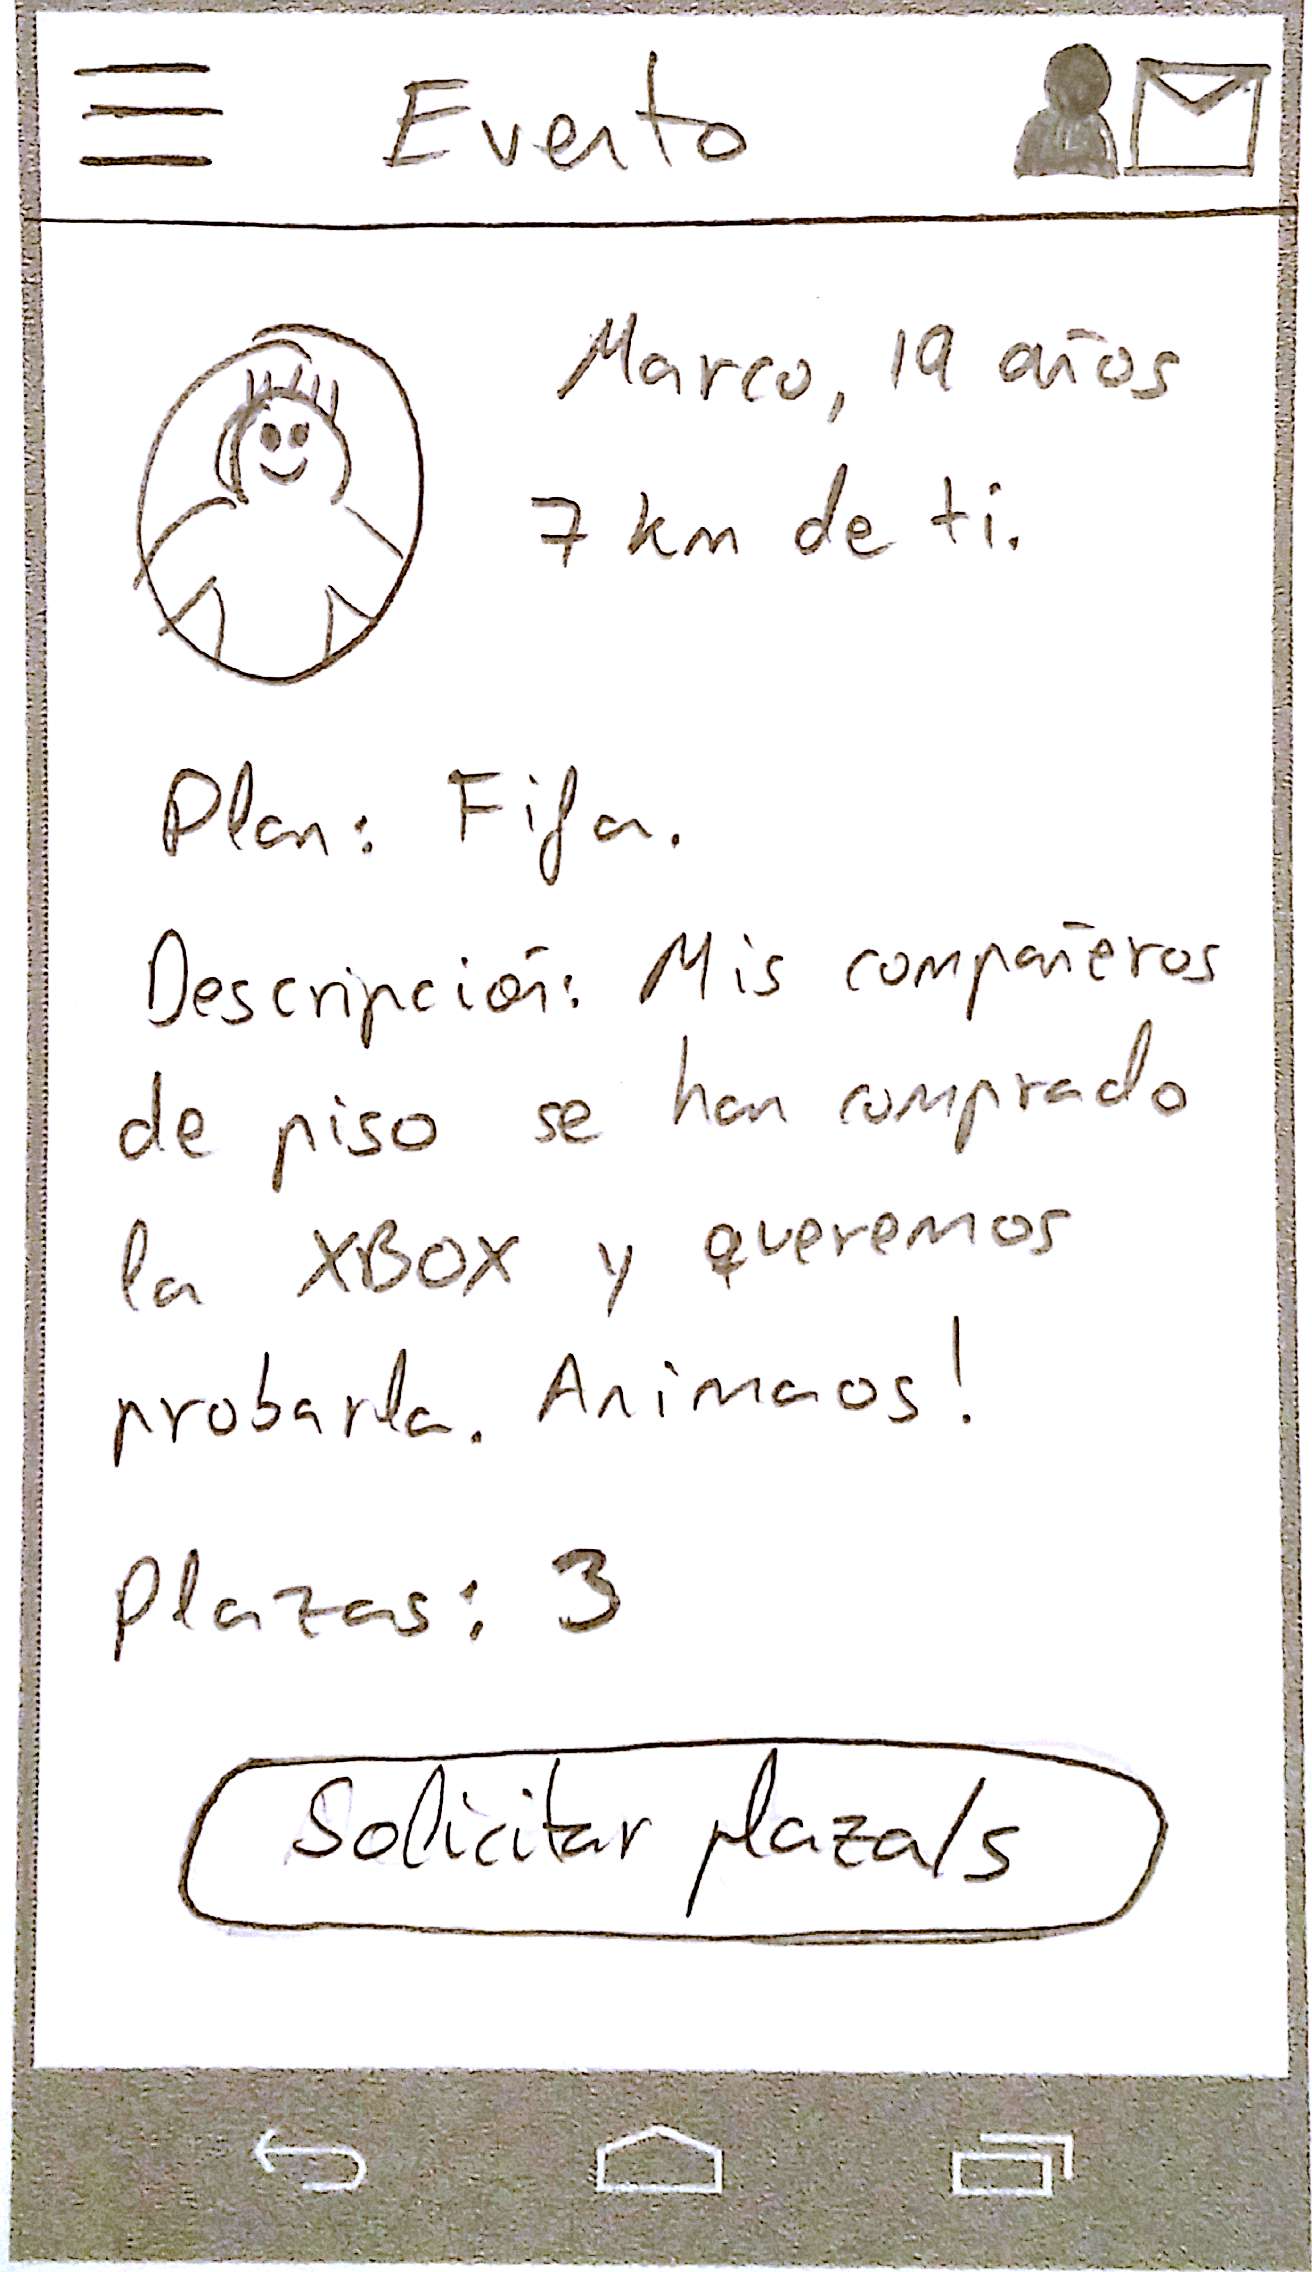 Evento
Marco, 19 años
7 km de ti.
Plan: Fifa.
Descripción: Mis compañeros
de piso se han comprado
la XBOX y queremos
probarla. Animaos!
Plazas: 3
Solicitar plaza/s